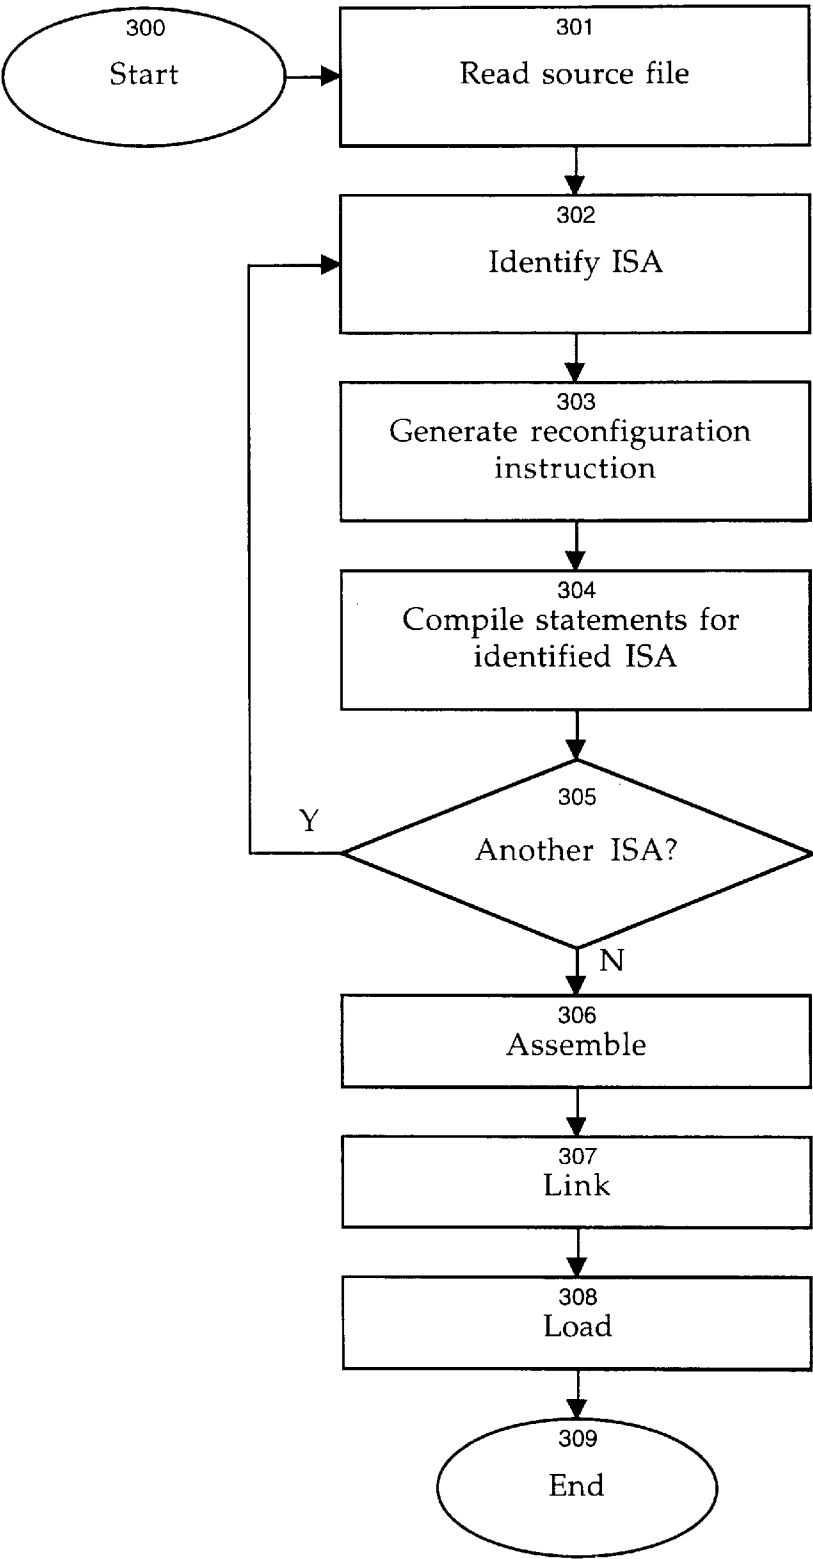 300
Start
301
Read source file
302
Identify ISA
303
Generate reconfiguration
instruction
304
Compile statements for
identified ISA
305
Another ISA?
Y
N
306
Assemble
307
Link
308
Load
309
End